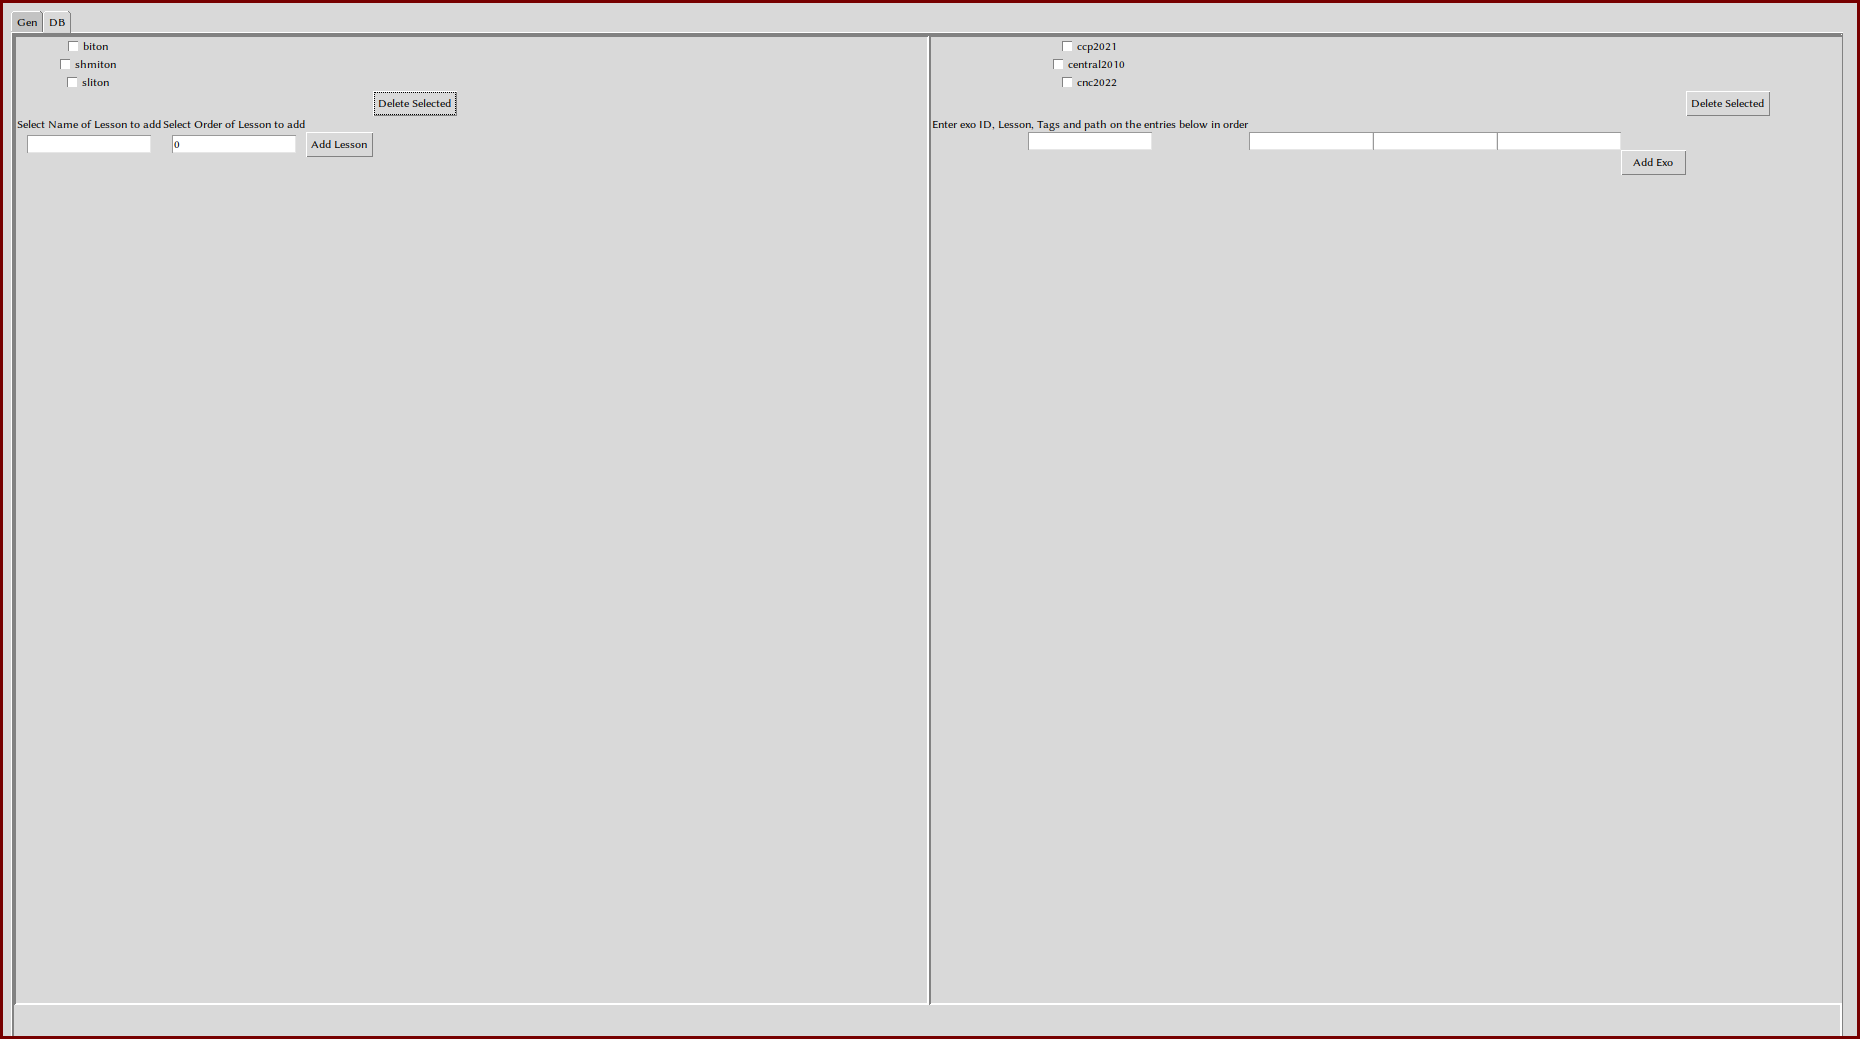 Gen DB
biton
shmiton
sliton
Delete Selected
Select Name of Lesson to add Select Order of Lesson to add
0 Add Lesson
ccp2021
central2010
cnc2022
Delete Selected
Enter exo ID, Lesson, Tags and path on the entries below in order
Add Exo